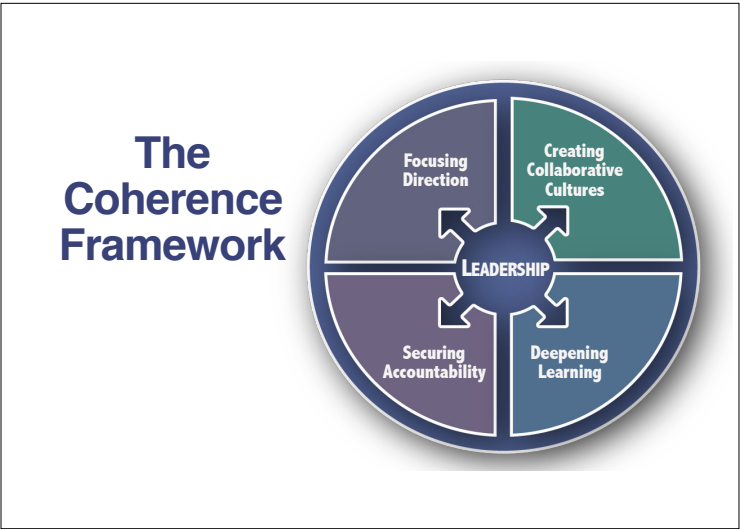 The
Coherence
Framework
Focusing
Direction
Creating
Collaborative
Cultures
LEADERSHIP
Securing
Accountability
Deepening
Learning